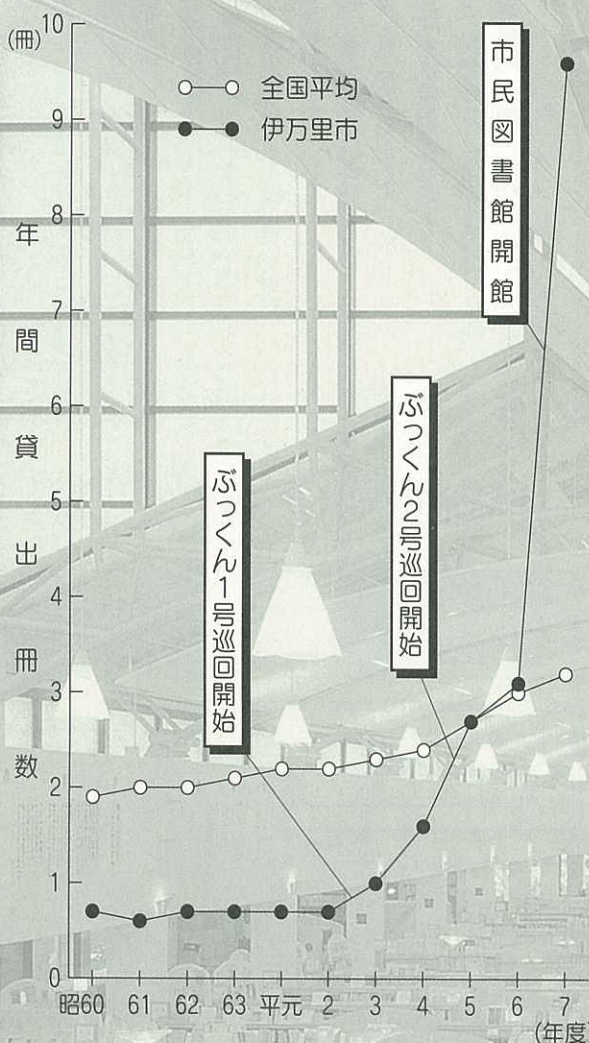 10
(冊)
9
8
7
6
5
4
3
2
1
0
年間貸出冊数
全国平均
伊万里市
ぶっくん1号巡回開始
ぶっくん2号巡回開始
市民図書館開館
昭60 61 62 63 平元 2 3 4 5 6 7
(年度)